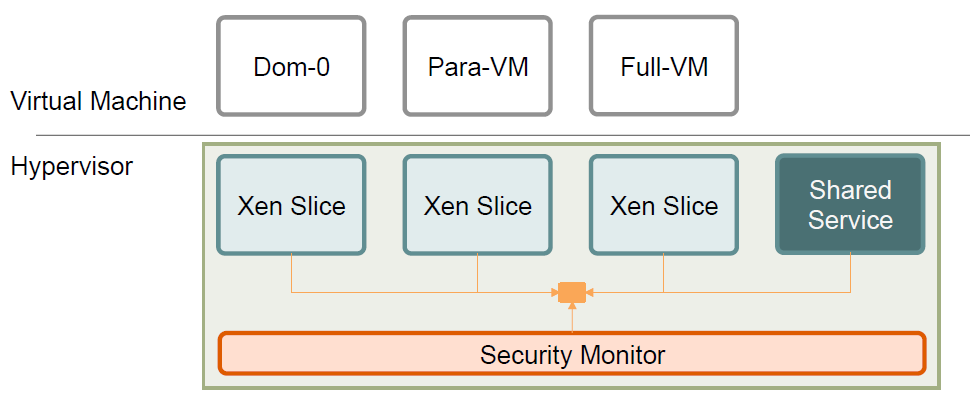 Dom-0
Para-VM
Full-VM
Virtual Machine
Hypervisor
Xen Slice
Xen Slice
Xen Slice
Shared
Service
Security Monitor